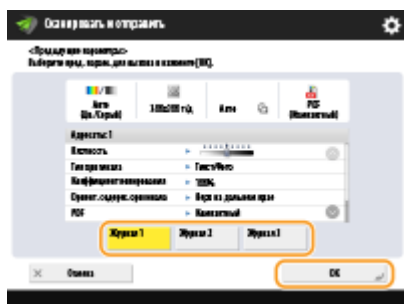 Сканировать и отправить
<Предыдущие параметры>
Выберите пред. парам. для вызова и нажмите [OK].
Авто
(Цв./Серый)
300x300 т/д
Авто
PDF
(Компактный)
Адресаты: 1
Плотность
Тип оригинала
Текст/Фото
Коэффициент копирования
100%
Ориент. содерж. оригинала
Верх на дальнем крае
PDF
Компактный
Журнал 1
Журнал 2
Журнал 3
Отмена
OK